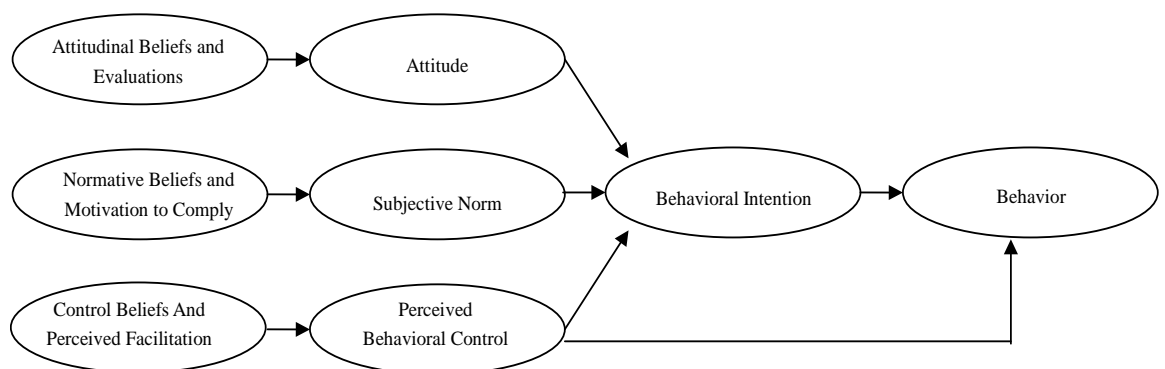 Attitudinal Beliefs and
Evaluations
Attitude
Normative Beliefs and
Motivation to Comply
Subjective Norm
Behavioral Intention
Behavior
Control Beliefs And
Perceived Facilitation
Perceived
Behavioral Control